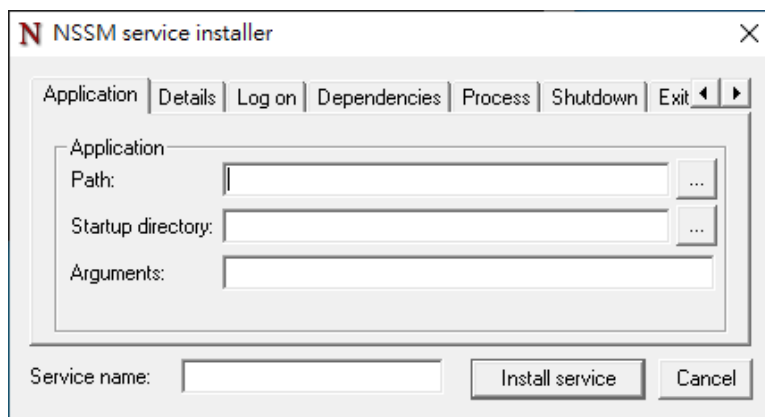 N NSSM service installer
Application Details Log on Dependencies Process Shutdown Exit
Application
Path: ...
Startup directory: ...
Arguments:
Service name: Install service Cancel